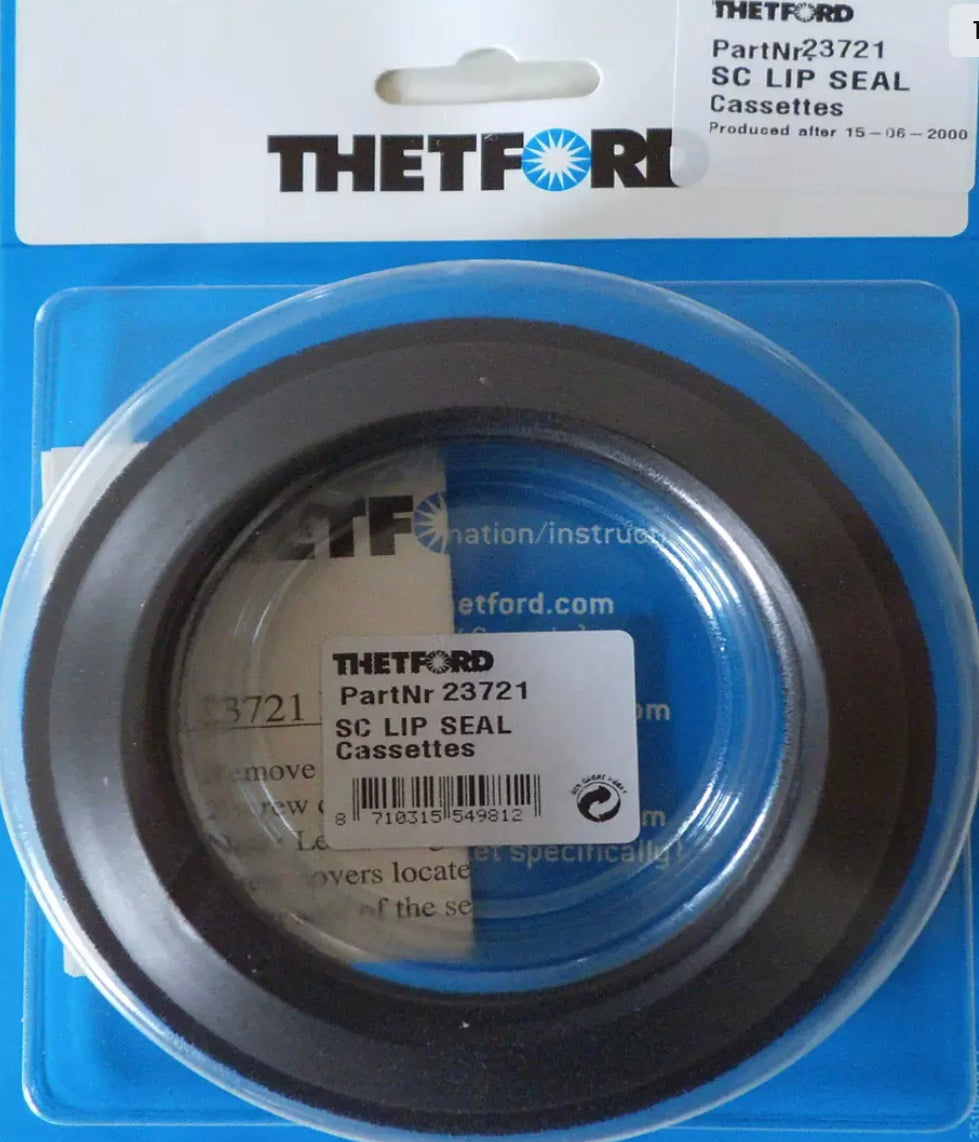 THETFORD
PartNr.23721
SC LIP SEAL
Cassettes
Produced after 15-06-2000
THETFORD
ETF
nation/instruc
etford.com
THETFORD
PartNr 23721
SC LIP SEAL
Cassettes
8 710315 549812
3721
om
emove
rew
Le
m
et specifically
overs locate
of the se